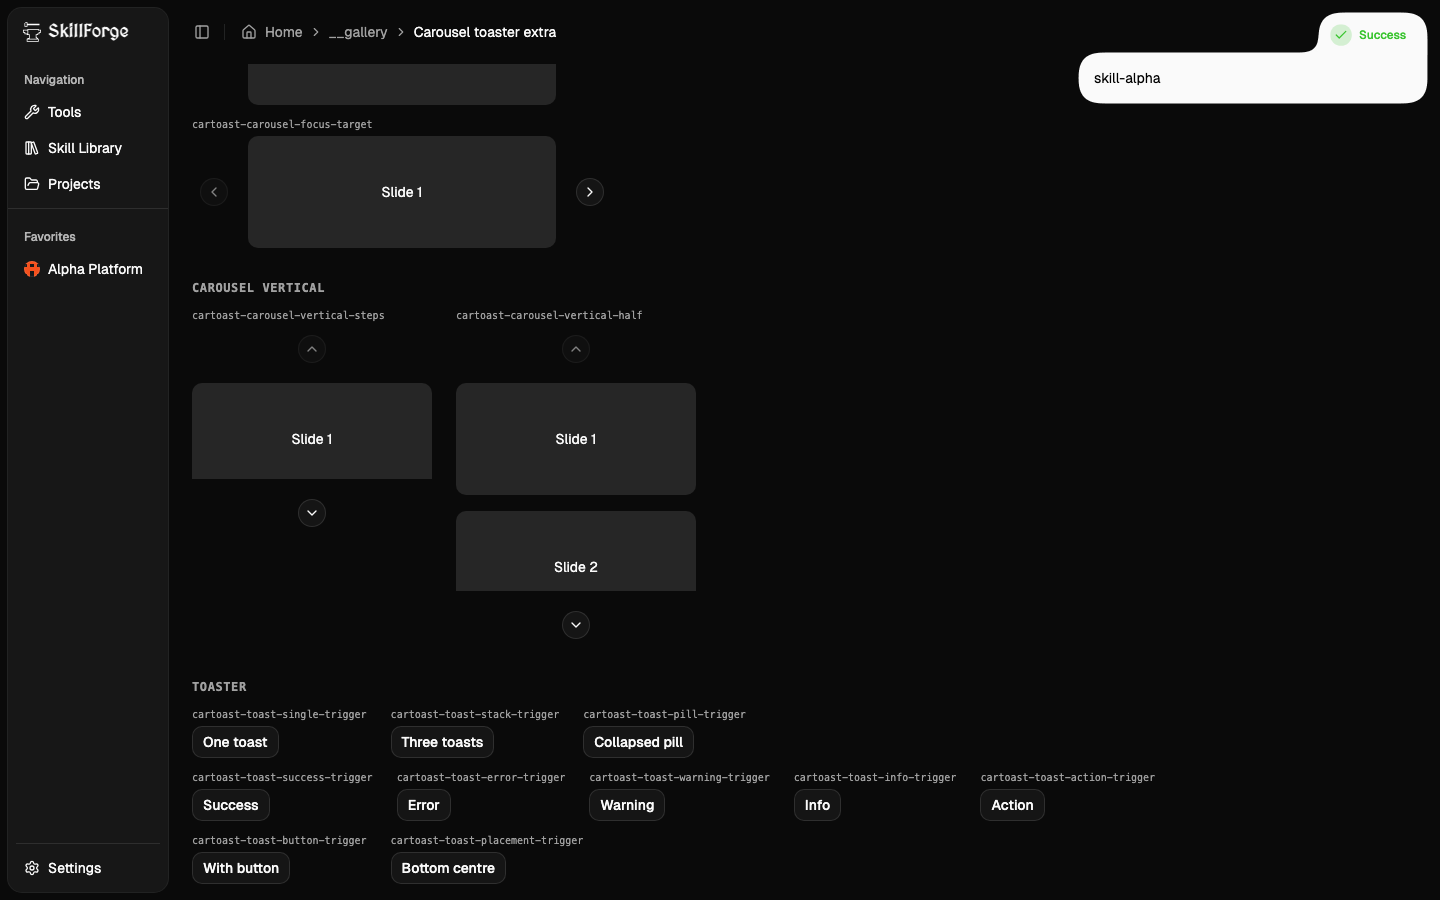 SkillForge
Home
__gallery
Carousel toaster extra
Success
skill-alpha
Navigation
Tools
Skill Library
Projects
Favorites
Alpha Platform
Settings
cartoast-carousel-focus-target
Slide 1
CAROUSEL VERTICAL
cartoast-carousel-vertical-steps
cartoast-carousel-vertical-half
Slide 1
Slide 1
Slide 2
TOASTER
cartoast-toast-single-trigger
cartoast-toast-stack-trigger
cartoast-toast-pill-trigger
One toast
Three toasts
Collapsed pill
cartoast-toast-success-trigger
cartoast-toast-error-trigger
cartoast-toast-warning-trigger
cartoast-toast-info-trigger
cartoast-toast-action-trigger
Success
Error
Warning
Info
Action
cartoast-toast-button-trigger
cartoast-toast-placement-trigger
With button
Bottom centre